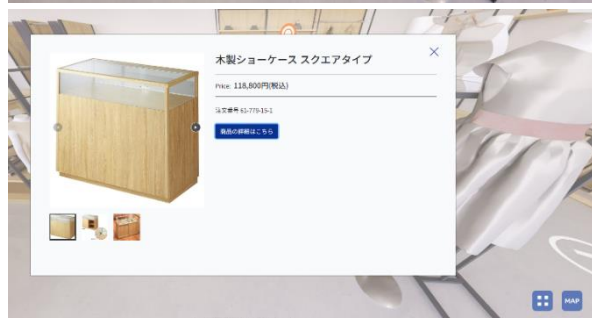 木製ショーケース スクエアタイプ
Price: 118,800円(税込)
注文番号 61-779-15-1
商品の詳細はこちら
MAP